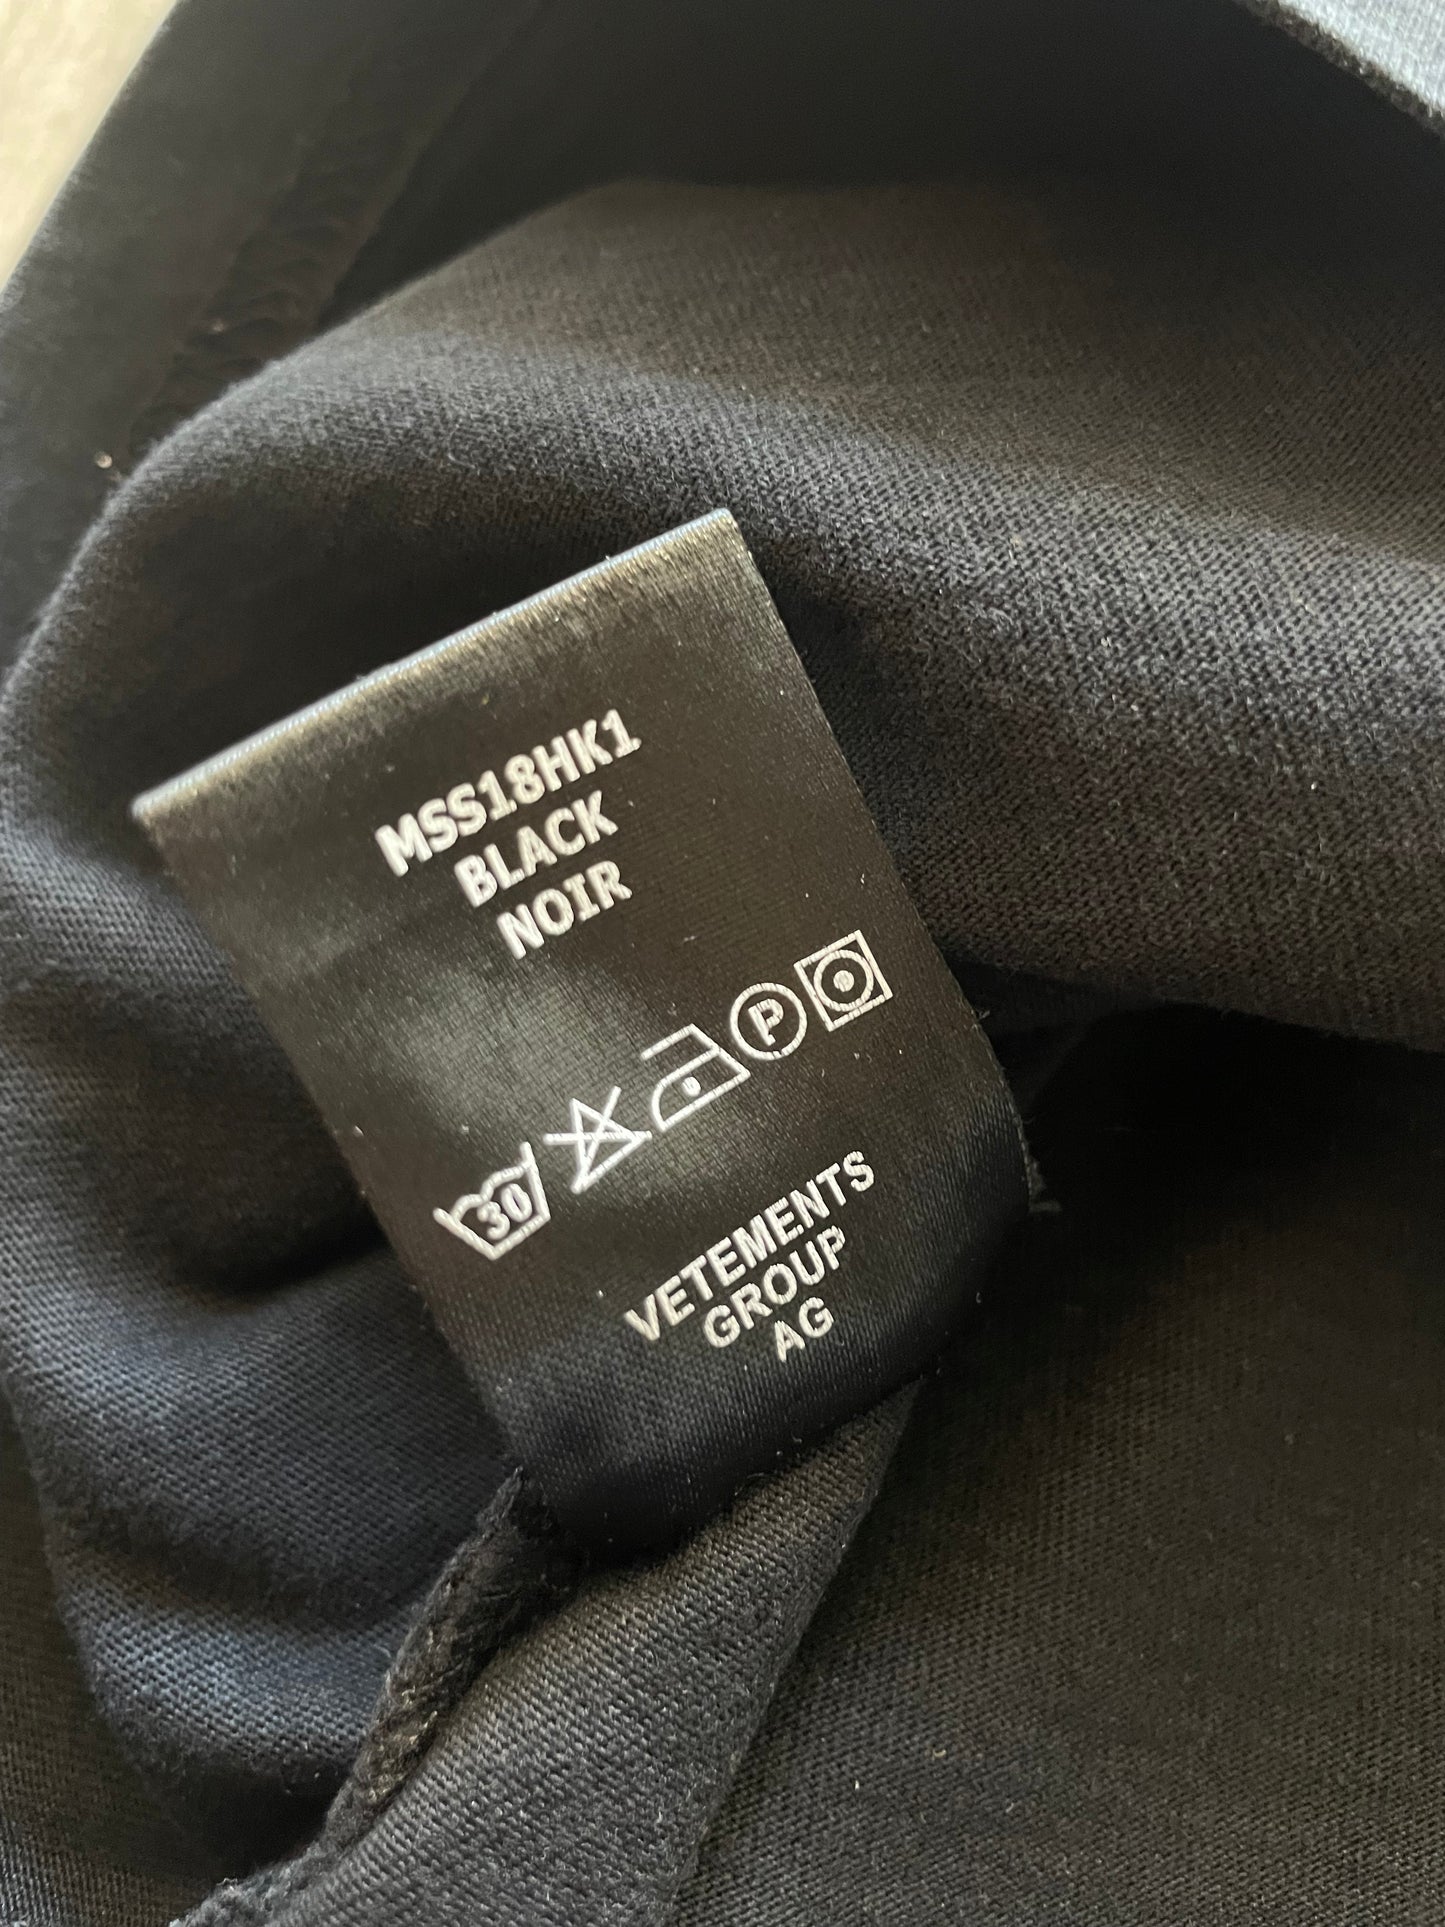 MSS18HK1
BLACK
NOIR
30 P
VETEMENTS
GROUP
AG